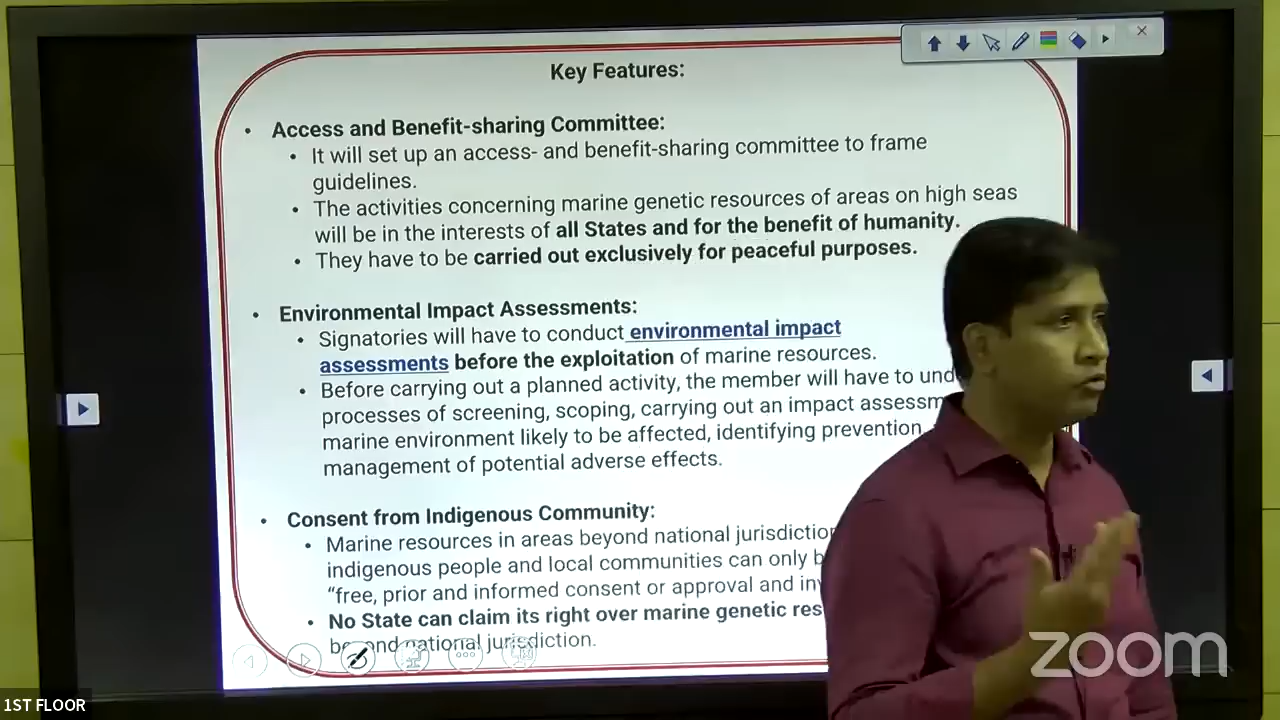 Key Features:
• Access and Benefit-sharing Committee:
• It will set up an access- and benefit-sharing committee to frame
guidelines.
• The activities concerning marine genetic resources of areas on high seas
will be in the interests of all States and for the benefit of humanity.
• They have to be carried out exclusively for peaceful purposes.
• Environmental Impact Assessments:
• Signatories will have to conduct environmental impact
assessments before the exploitation of marine resources.
• Before carrying out a planned activity, the member will have to
processes of screening, scoping, carrying out an impact
marine environment likely to be affected, identifying prevention
management of potential adverse effects.
• Consent from Indigenous Community:
• Marine resources in areas beyond national
indigenous people and local communities can only
"free, prior and informed consent or approval and
• No State can claim its right over marine genetic
beyond national jurisdiction.
zoom
1ST FLOOR